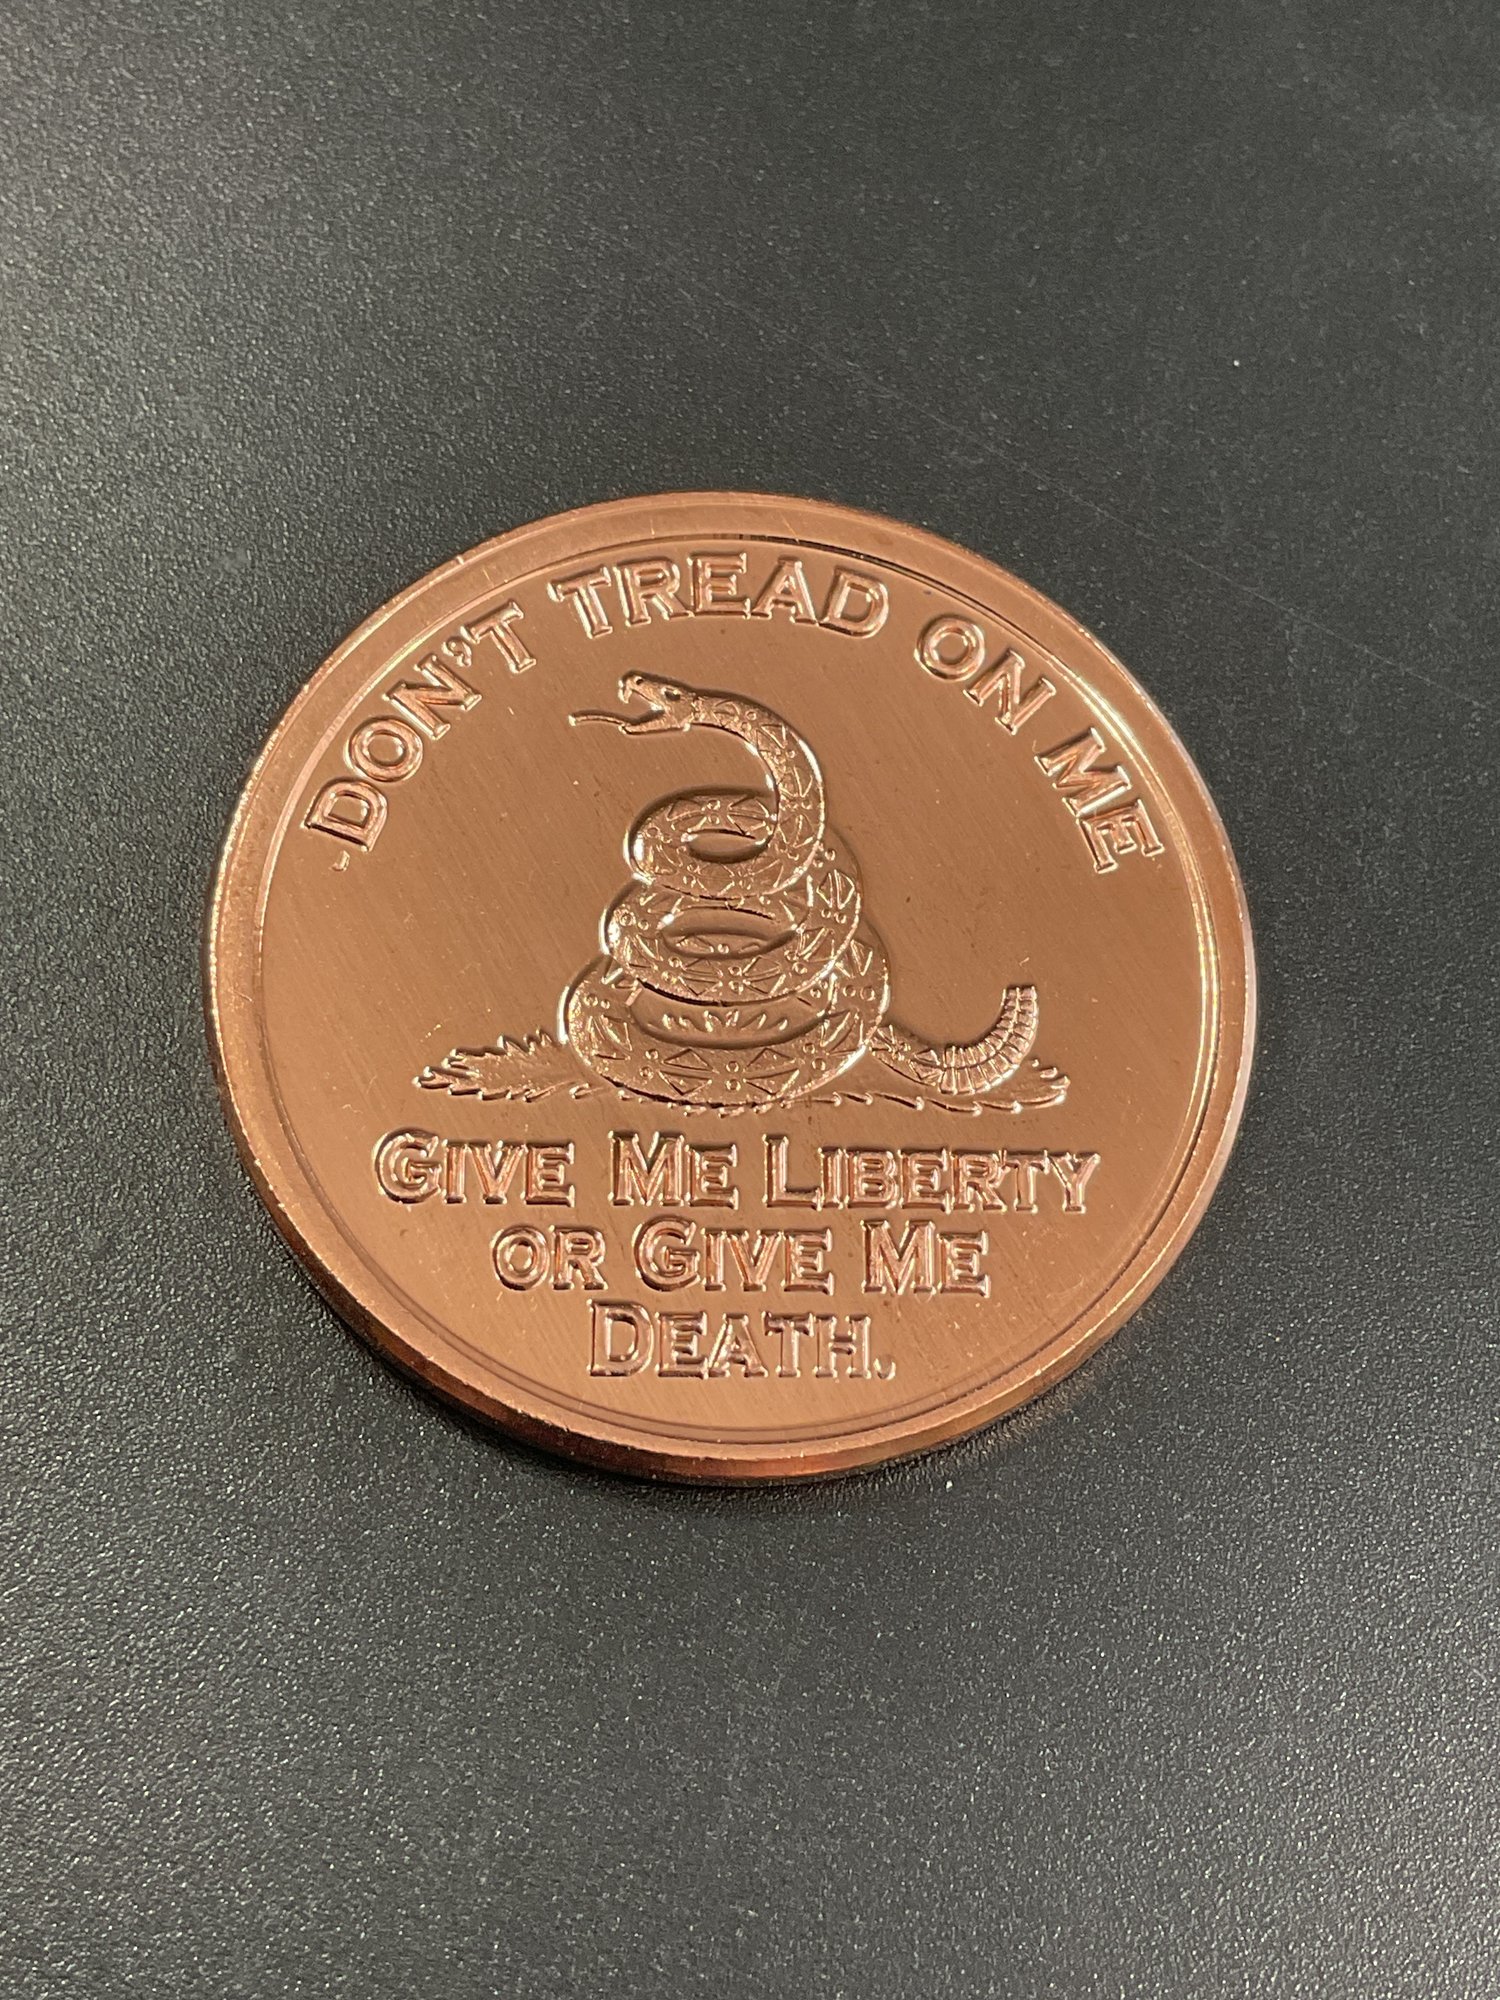 DON'T TREAD ON ME
GIVE ME LIBERTY
OR GIVE ME
DEATH.